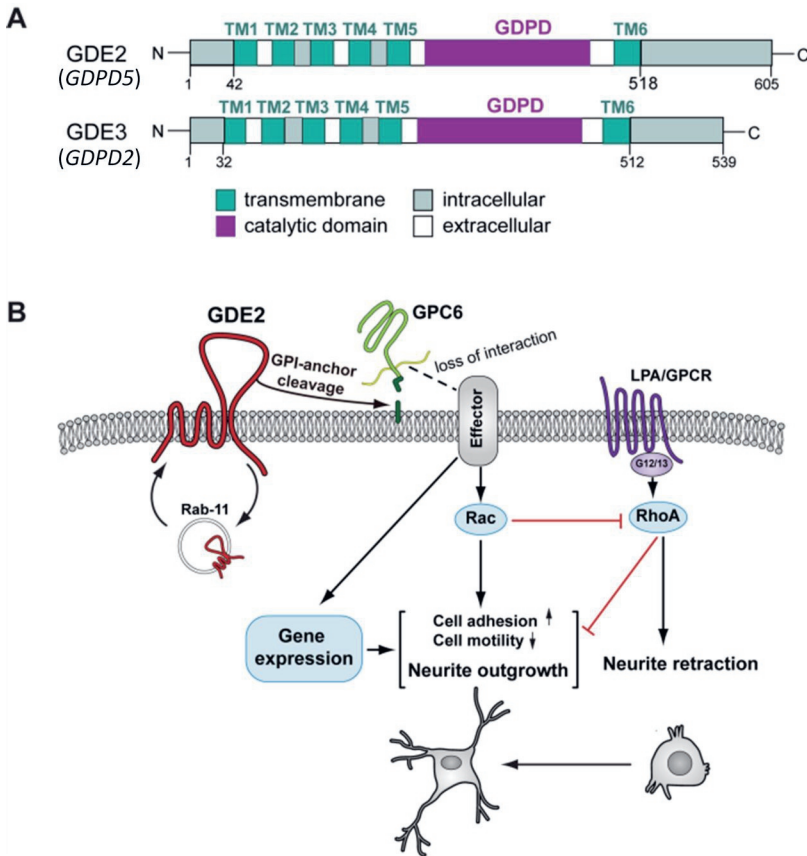 A
TM1 TM2 TM3 TM4 TM5 GDPD TM6
GDE2
(GDPD5)
N C
1 42 518 605
TM1 TM2 TM3 TM4 TM5 GDPD TM6
GDE3
(GDPD2)
N C
1 32 512 539
transmembrane intracellular
catalytic domain extracellular
B
GDE2
GPC6
GPI-anchor
cleavage
loss of interaction
LPA/GPCR
Effector
G12/13
Rab-11
Rac
RhoA
Gene
expression
Cell adhesion
Cell motility
Neurite outgrowth
Neurite retraction